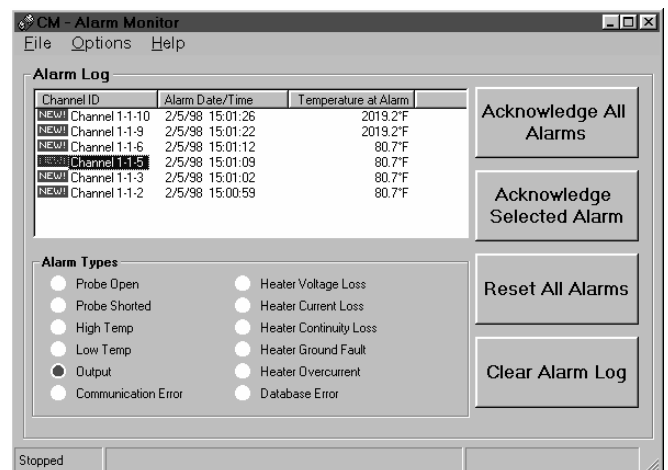 CM - Alarm Monitor
File Options Help
Alarm Log
Channel ID Alarm Date/Time Temperature at Alarm
NEW! Channel 1-1-10 2/5/98 15:01:26 2019.2°F
NEW! Channel 1-1-9 2/5/98 15:01:22 2019.2°F
NEW! Channel 1-1-6 2/5/98 15:01:12 80.7°F
NEW! Channel 1-1-5 2/5/98 15:01:09 80.7°F
NEW! Channel 1-1-3 2/5/98 15:01:02 80.7°F
NEW! Channel 1-1-2 2/5/98 15:00:59 80.7°F
Acknowledge All
Alarms
Acknowledge
Selected Alarm
Reset All Alarms
Clear Alarm Log
Alarm Types
Probe Open
Probe Shorted
High Temp
Low Temp
Output
Communication Error
Heater Voltage Loss
Heater Current Loss
Heater Continuity Loss
Heater Ground Fault
Heater Overcurrent
Database Error
Stopped